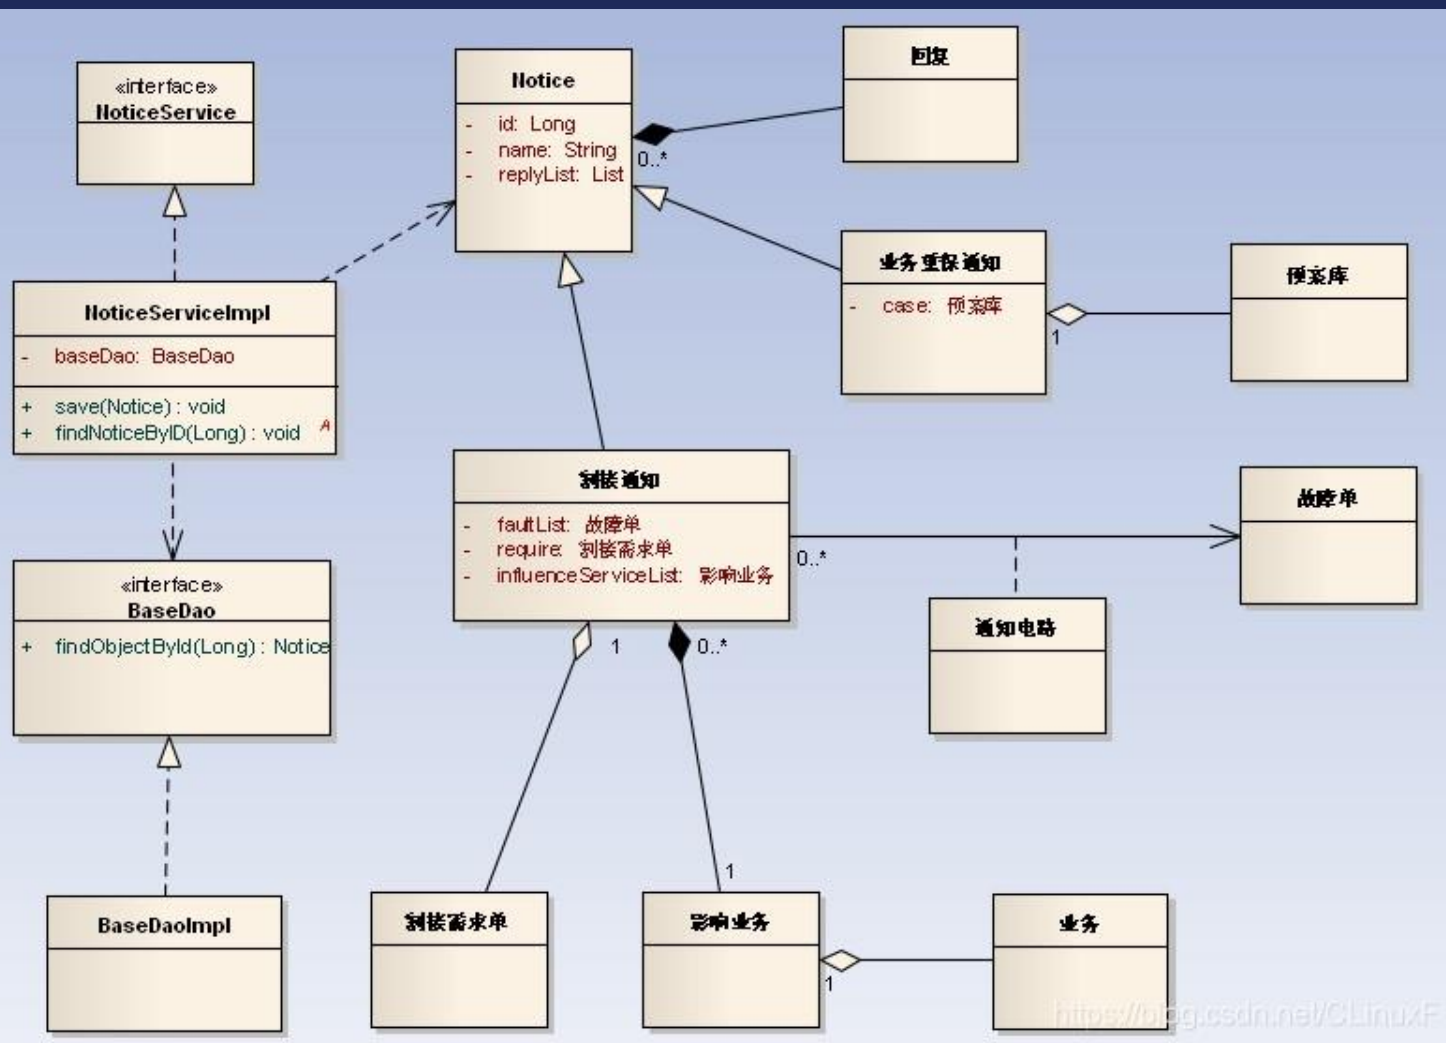 «interface»
NoticeService
Notice
- id: Long
- name: String
- replyList: List
0..*
回复
NoticeServiceImpl
- baseDao: BaseDao
+ save(Notice) : void
+ findNoticeByID(Long) : void
A
业务重保通知
- case: 预案库
1
预案库
«interface»
BaseDao
+ findObjectById(Long) : Notice
割接通知
- faultList: 故障单
- require: 割接需求单
- influenceServiceList: 影响业务
0..*
故障单
通知电路
1
0..*
BaseDaoImpl
割接需求单
1
影响业务
1
业务
https://blog.csdn.net/CLinuxF